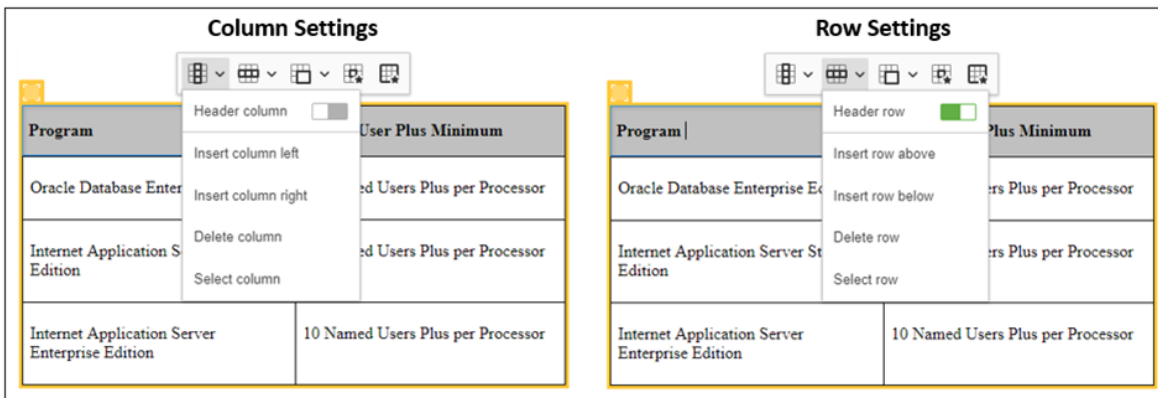 Column Settings
Header column
Insert column left
Insert column right
Delete column
Select column
Program
User Plus Minimum
Oracle Database Enter
ed Users Plus per Processor
Internet Application S
Edition
ed Users Plus per Processor
Internet Application Server
Enterprise Edition
10 Named Users Plus per Processor
Row Settings
Header row
Insert row above
Insert row below
Delete row
Select row
Program
Plus Minimum
Oracle Database Enterprise Ed
ers Plus per Processor
Internet Application Server St
Edition
ers Plus per Processor
Internet Application Server
Enterprise Edition
10 Named Users Plus per Processor